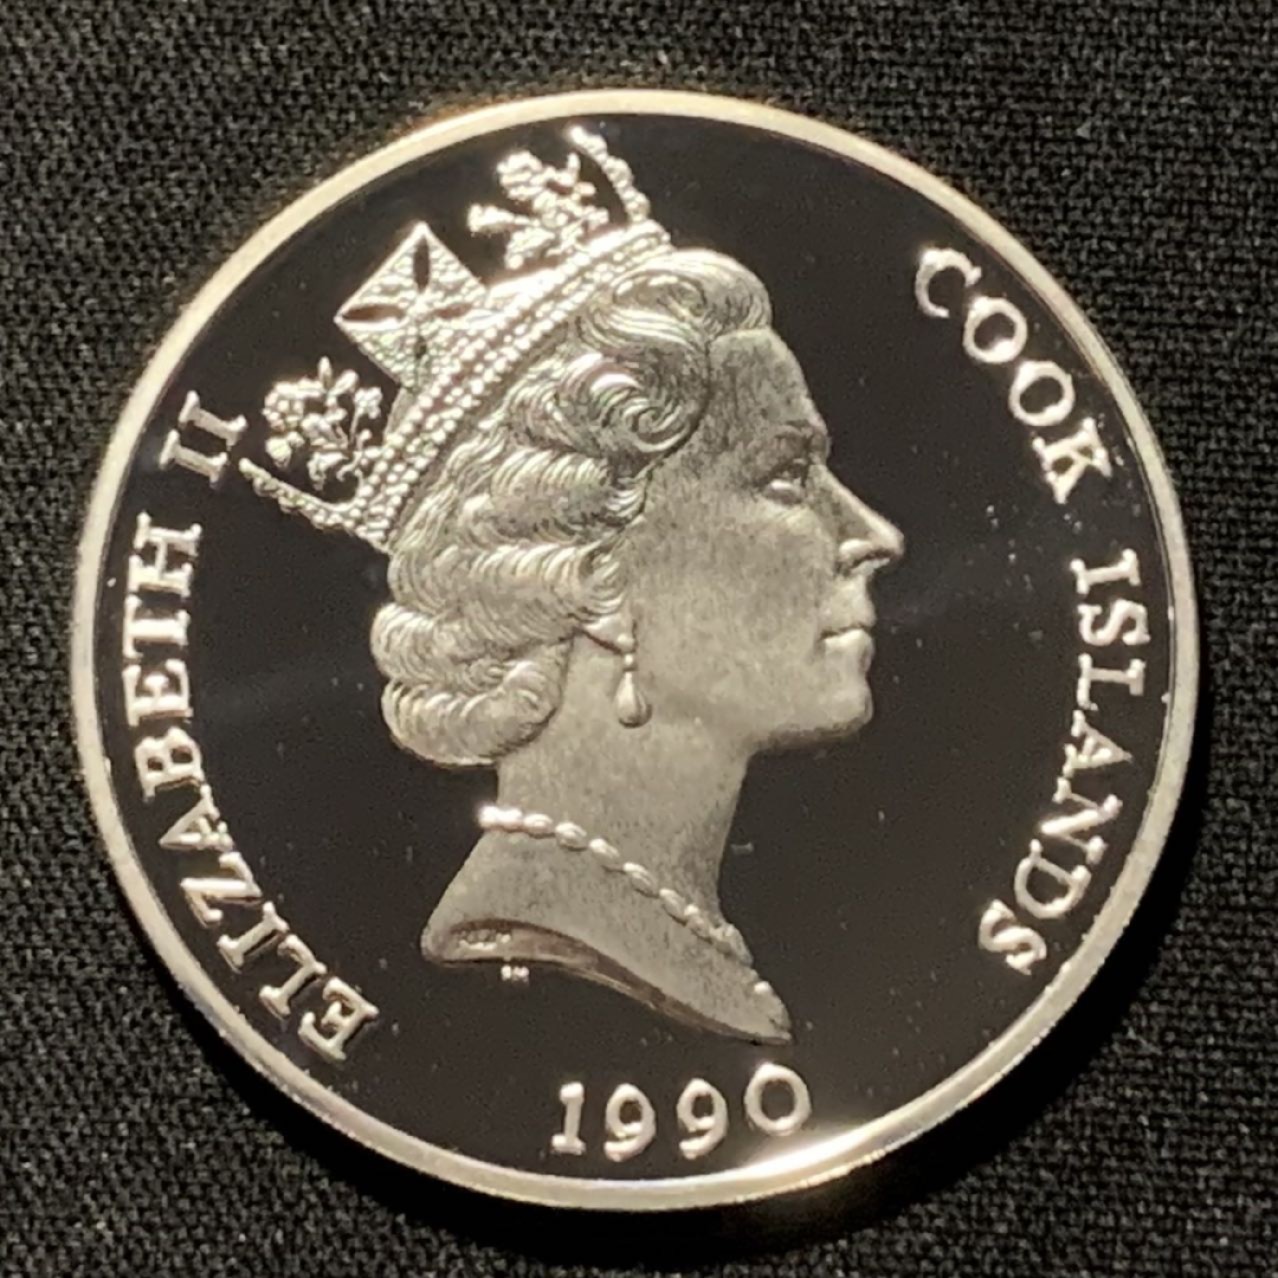 ELIZABETH II
COOK ISLANDS
1990